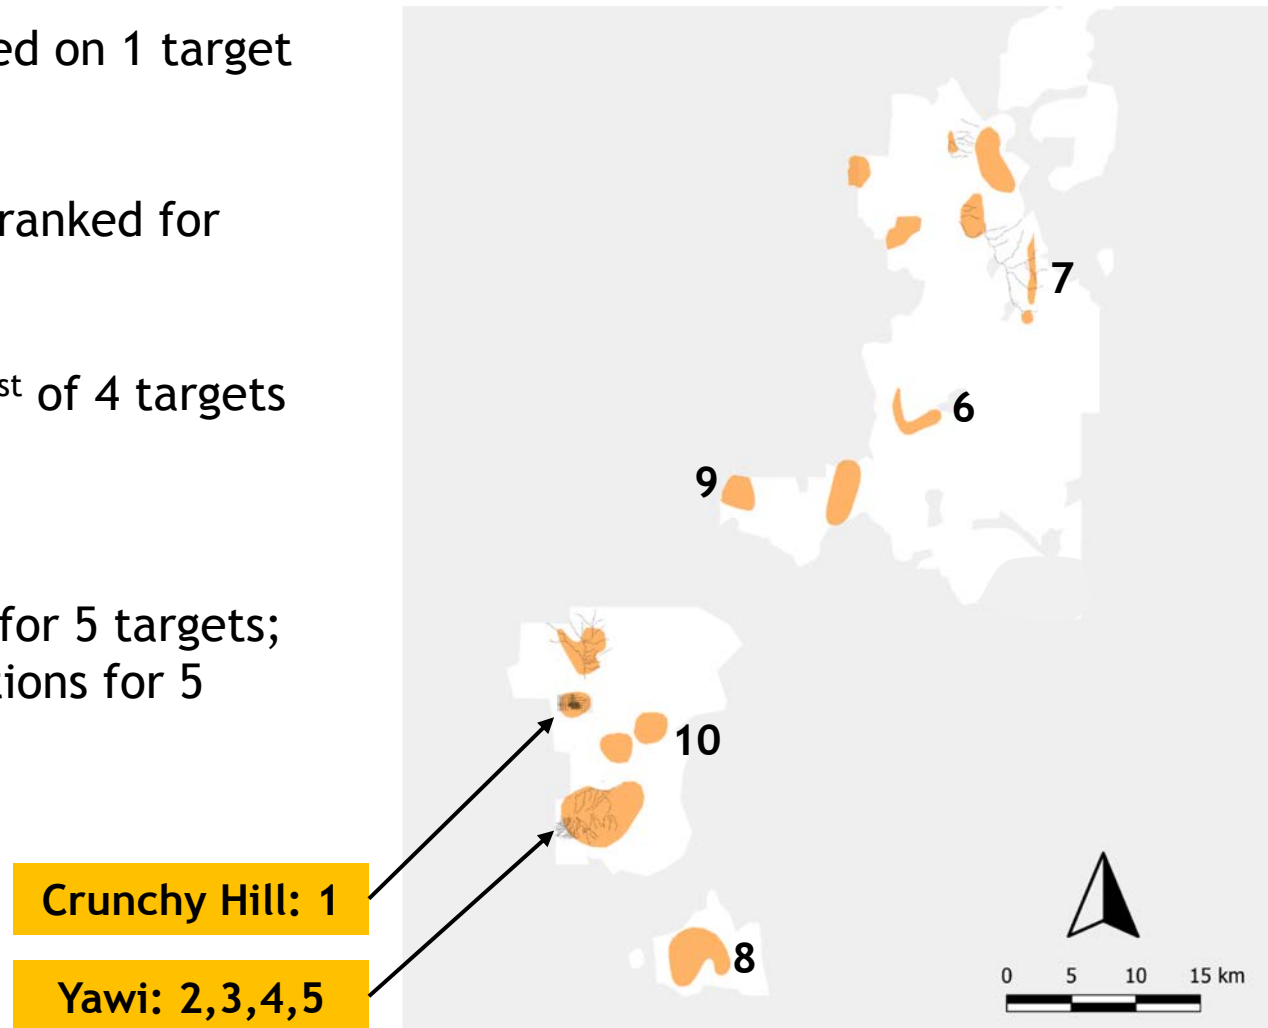 ed on 1 target
ranked for
st of 4 targets
for 5 targets;
tions for 5
7
6
9
10
Crunchy Hill: 1
Yawi: 2,3,4,5
8
0 5 10 15 km